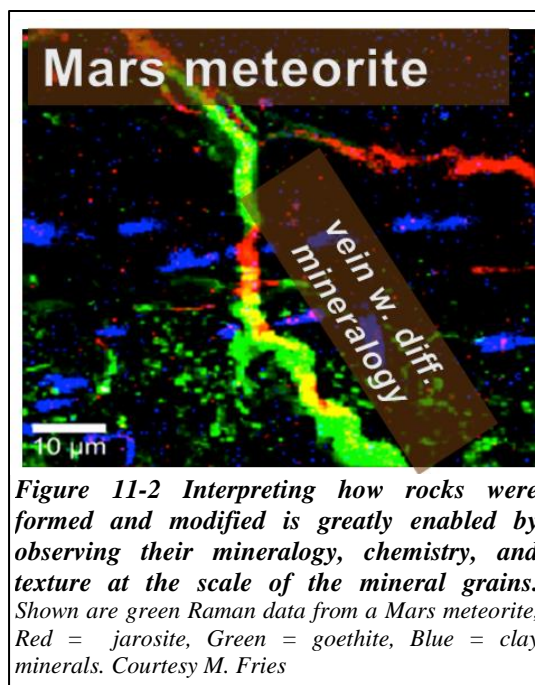 Mars meteorite
vein w. diff.
mineralogy
10 µm
Figure 11-2 Interpreting how rocks were
formed and modified is greatly enabled by
observing their mineralogy, chemistry, and
texture at the scale of the mineral grains.
Shown are green Raman data from a Mars meteorite,
Red = jarosite, Green = goethite, Blue = clay
minerals. Courtesy M. Fries